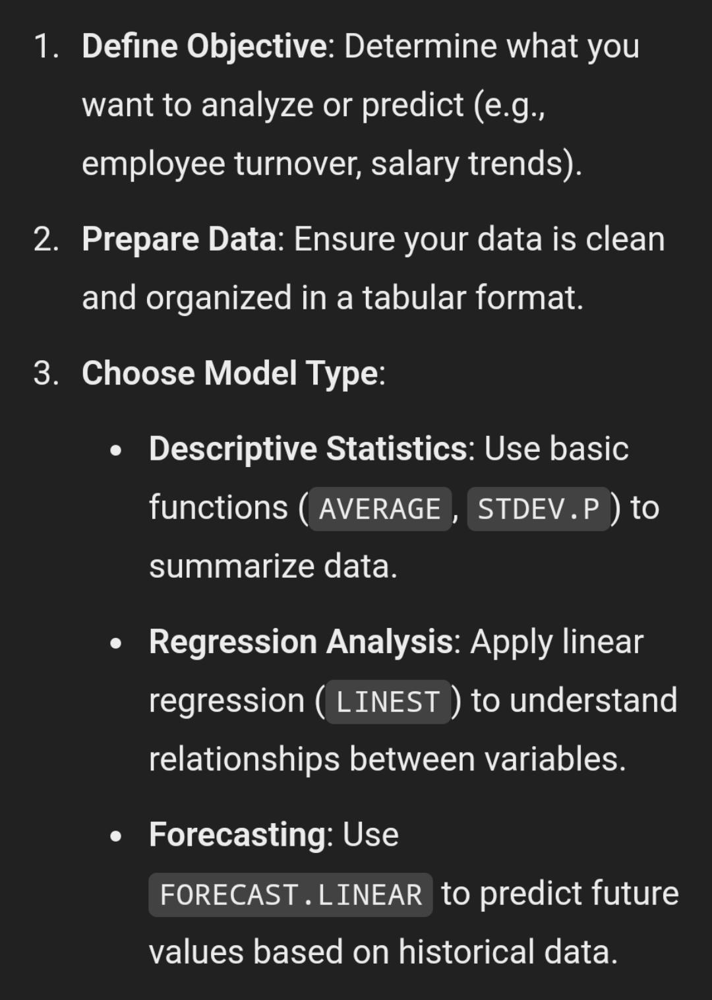 1. Define Objective: Determine what you
want to analyze or predict (e.g.,
employee turnover, salary trends).
2. Prepare Data: Ensure your data is clean
and organized in a tabular format.
3. Choose Model Type:
• Descriptive Statistics: Use basic
functions (AVERAGE, STDEV.P) to
summarize data.
• Regression Analysis: Apply linear
regression (LINEST) to understand
relationships between variables.
• Forecasting: Use
FORECAST.LINEAR to predict future
values based on historical data.